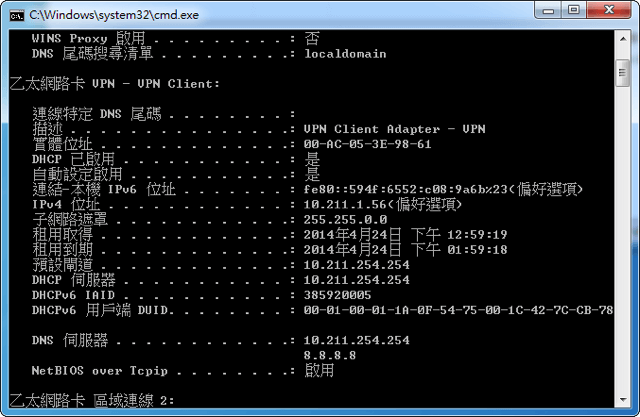 C:\Windows\system32\cmd.exe
WINS Proxy 啟用 . . . . . . . . . : 否
DNS 尾碼搜尋清單 . . . . . . . . : localdomain
乙太網路卡 VPN - VPN Client:
連線特定 DNS 尾碼 . . . . . . . . :
描述 . . . . . . . . . . . . . . : VPN Client Adapter - VPN
實體位址 . . . . . . . . . . . . : 00-AC-05-3E-98-61
DHCP 已啟用 . . . . . . . . . . . : 是
自動設定啟用 . . . . . . . . . . : 是
連結-本機 IPv6 位址 . . . . . . . : fe80::594f:6552:c08:9a6b%23(偏好選項)
IPv4 位址 . . . . . . . . . . . . : 10.211.1.56(偏好選項)
子網路遮罩 . . . . . . . . . . . : 255.255.0.0
租用取得 . . . . . . . . . . . . : 2014年4月24日 下午 12:59:19
租用到期 . . . . . . . . . . . . : 2014年4月24日 下午 01:59:18
預設閘道 . . . . . . . . . . . . : 10.211.254.254
DHCP 伺服器 . . . . . . . . . . . : 10.211.254.254
DHCPv6 IAID . . . . . . . . . . . : 385920005
DHCPv6 用戶端 DUID. . . . . . . . : 00-01-00-01-1A-0F-54-75-00-1C-42-7C-CB-78
DNS 伺服器 . . . . . . . . . . . : 10.211.254.254
8.8.8.8
NetBIOS over Tcpip . . . . . . . : 啟用
乙太網路卡 區域連線 2: